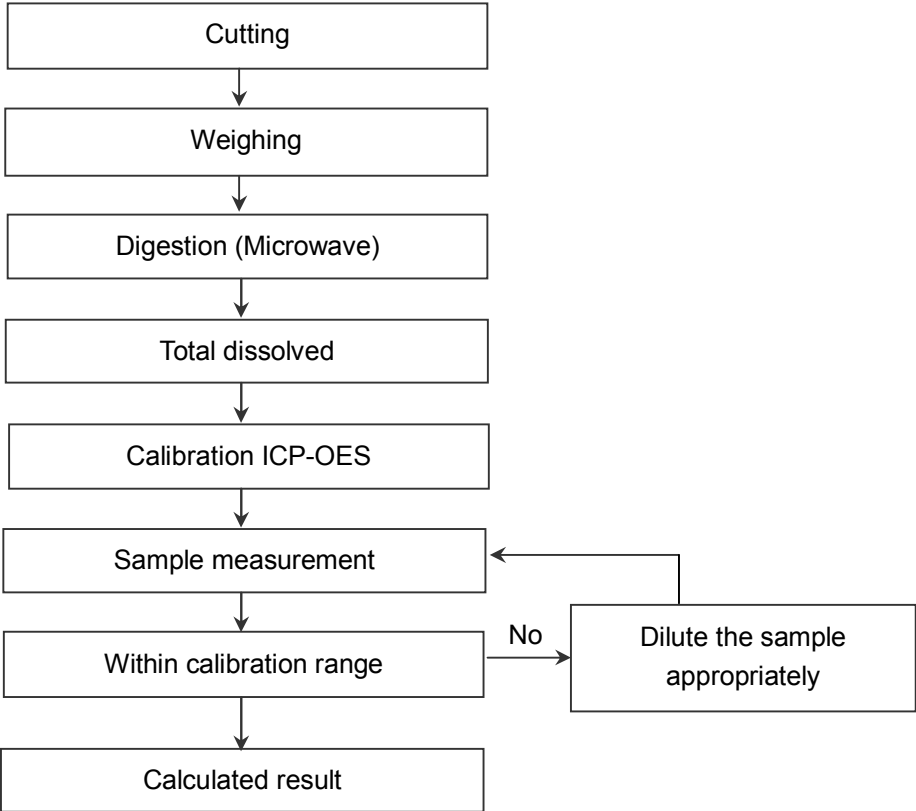 Cutting
Weighing
Digestion (Microwave)
Total dissolved
Calibration ICP-OES
Sample measurement
Within calibration range
No
Dilute the sample
appropriately
Calculated result